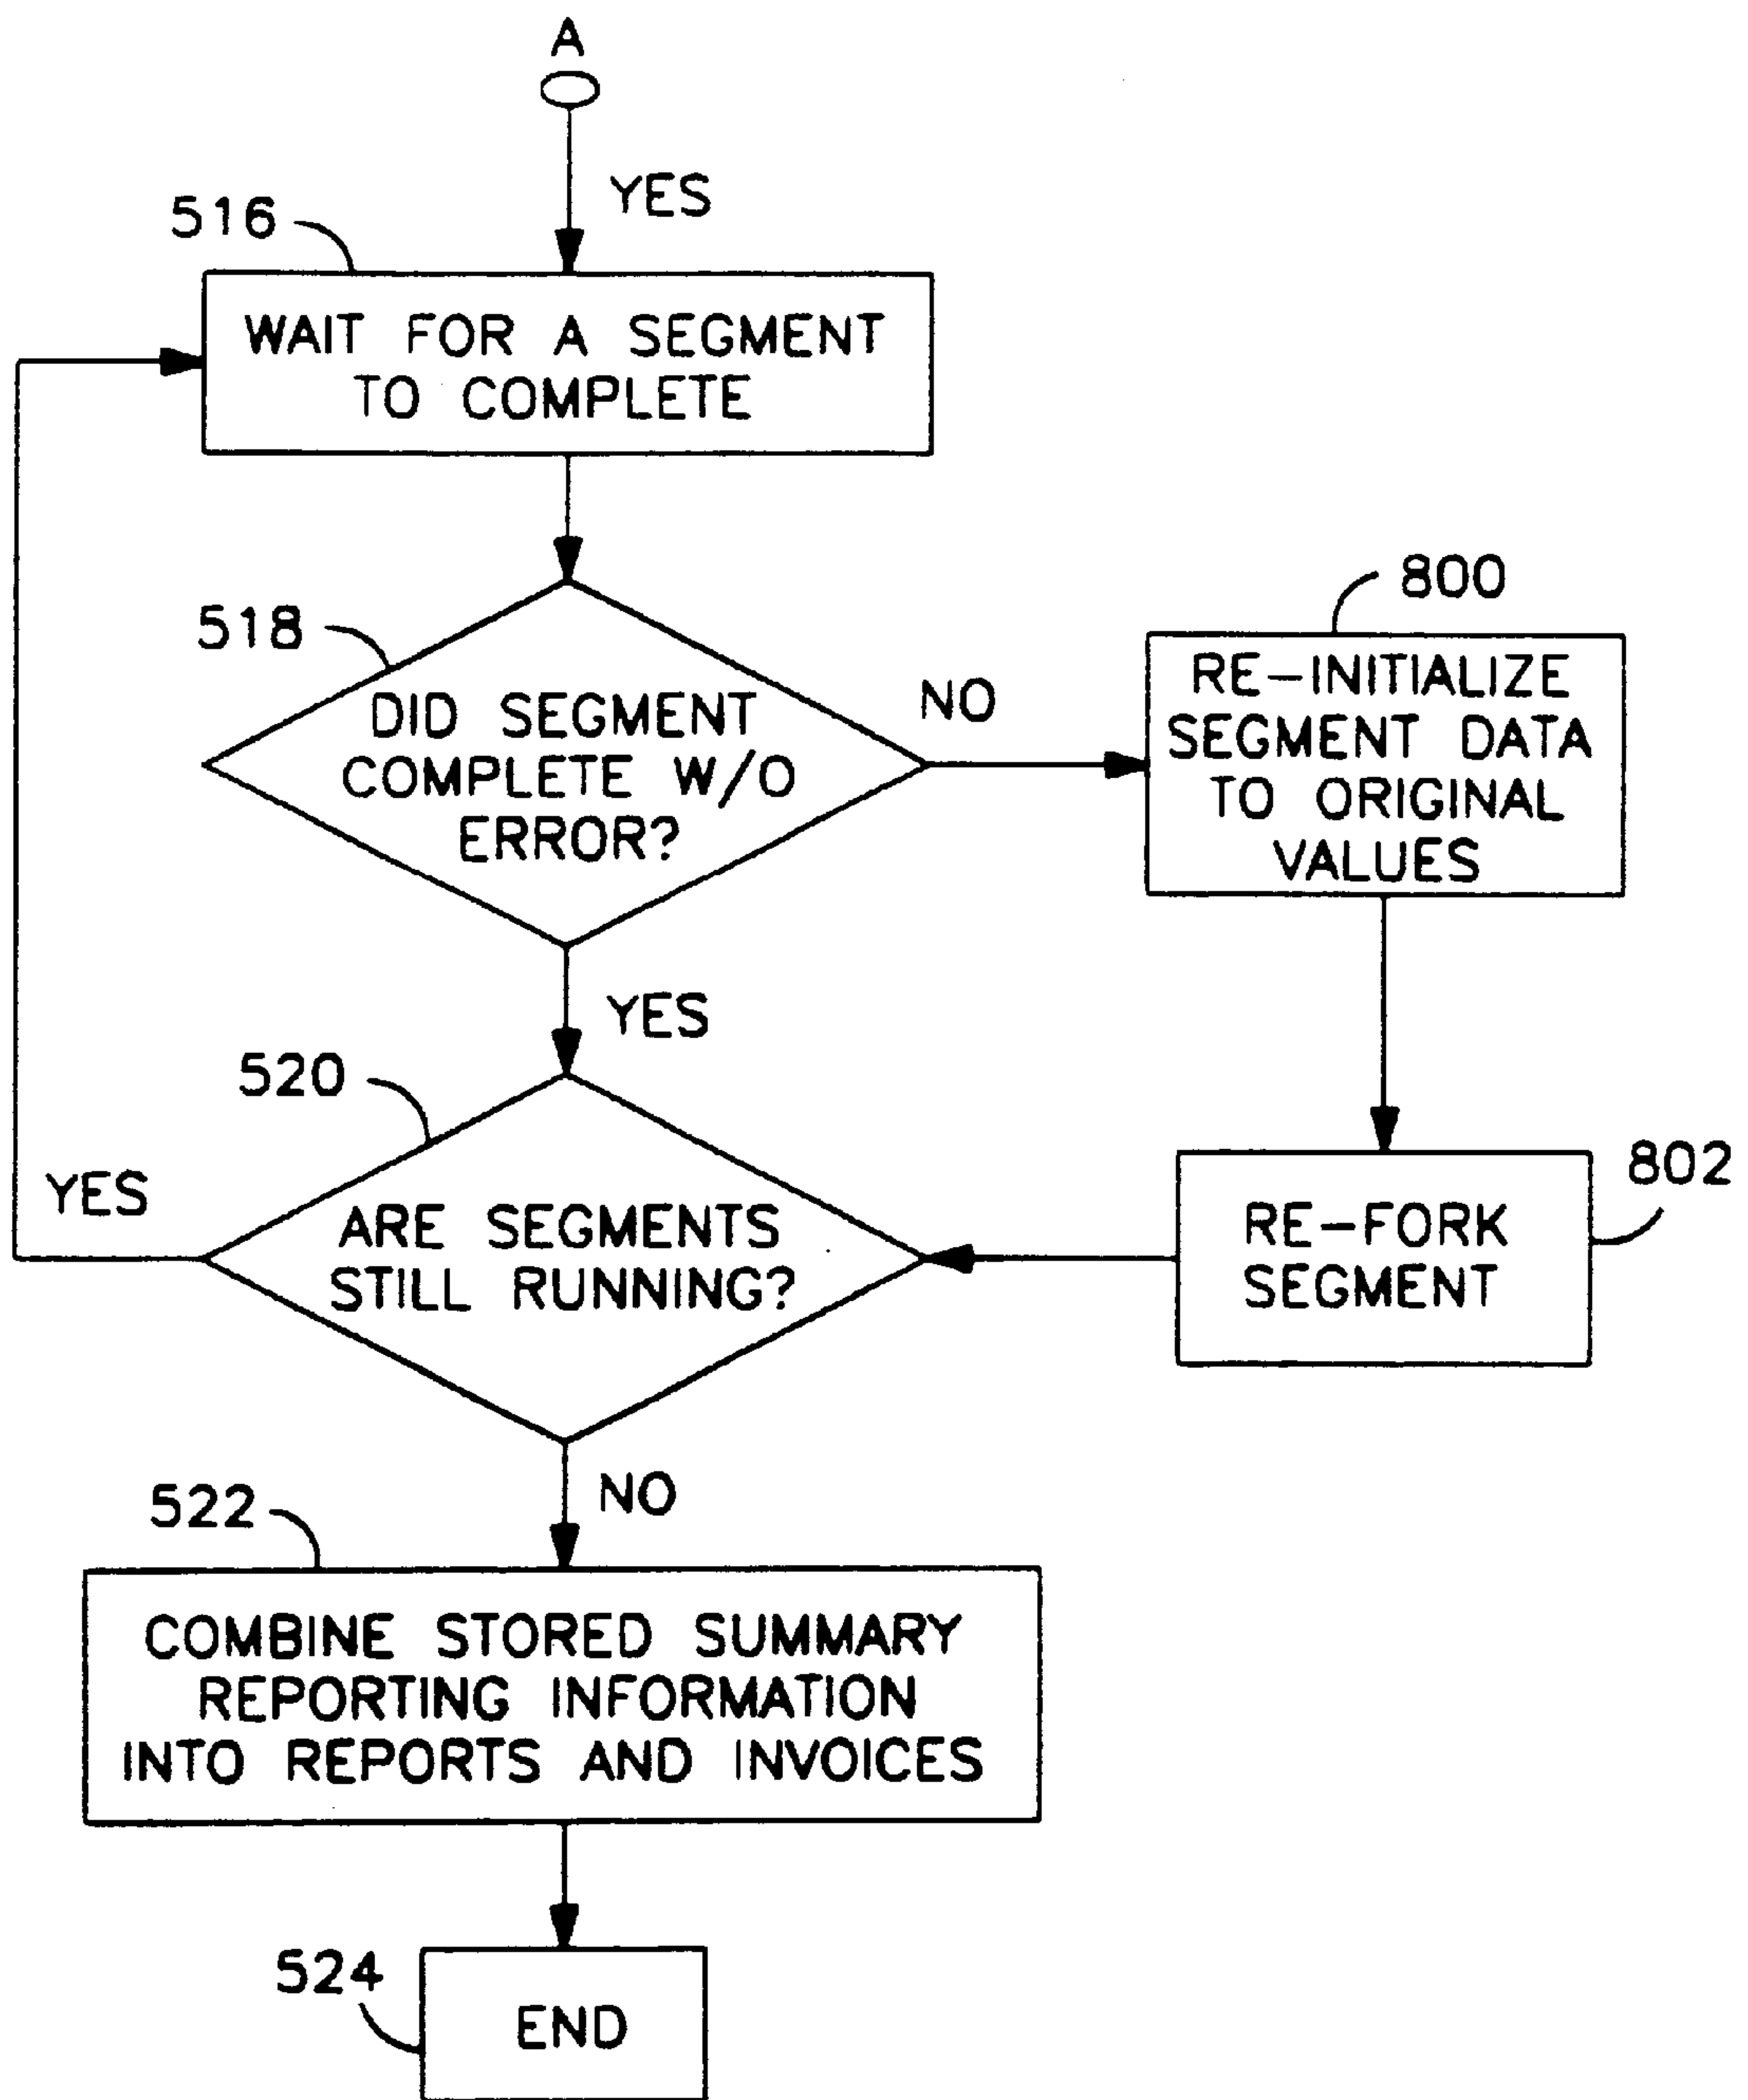 A
YES
516
WAIT FOR A SEGMENT
TO COMPLETE
518
DID SEGMENT
COMPLETE W/O
ERROR?
NO
800
RE-INITIALIZE
SEGMENT DATA
TO ORIGINAL
VALUES
YES
520
YES
ARE SEGMENTS
STILL RUNNING?
802
RE-FORK
SEGMENT
NO
522
COMBINE STORED SUMMARY
REPORTING INFORMATION
INTO REPORTS AND INVOICES
524
END